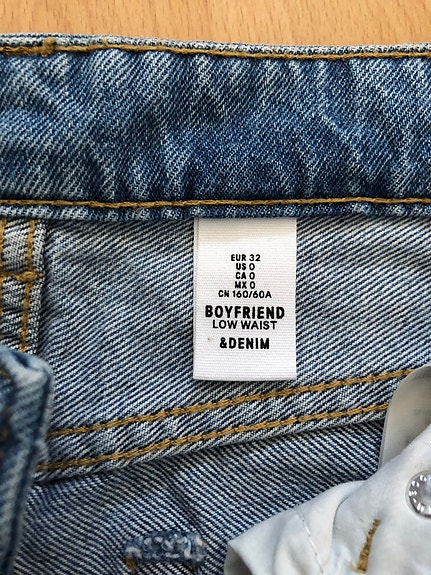 EUR 32
US 0
CA 0
MX 0
CN 160/60A
BOYFRIEND
LOW WAIST
&DENIM